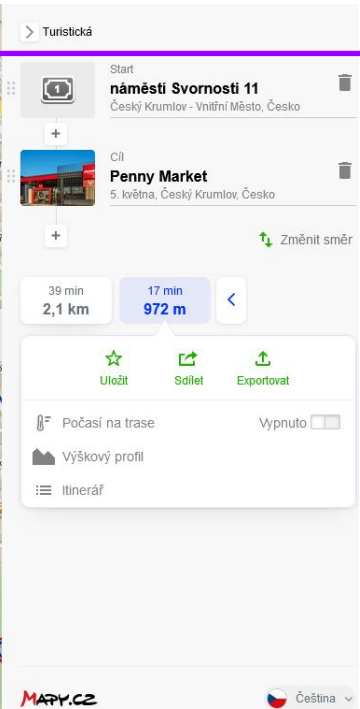 Turistická
Start
náměstí Svornosti 11
Český Krumlov - Vnitřní Město, Česko
+
Cíl
Penny Market
5. května, Český Krumlov, Česko
+
Změnit směr
39 min
2,1 km
17 min
972 m
Uložit
Sdílet
Exportovat
Počasí na trase
Vypnuto
Výškový profil
Itinerář
MAPY.CZ
Čeština